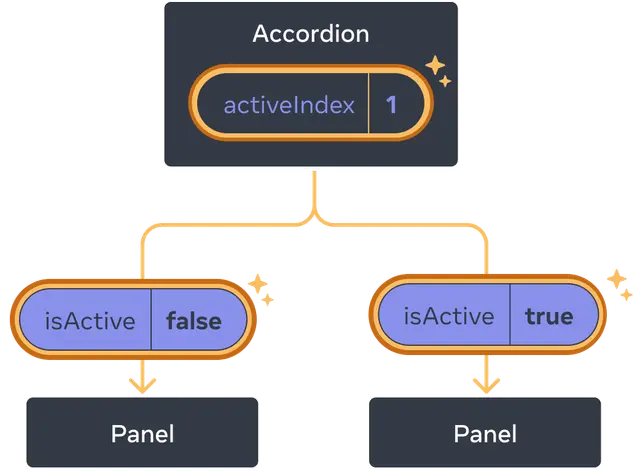 Accordion
activeIndex 1
isActive false
isActive true
Panel
Panel